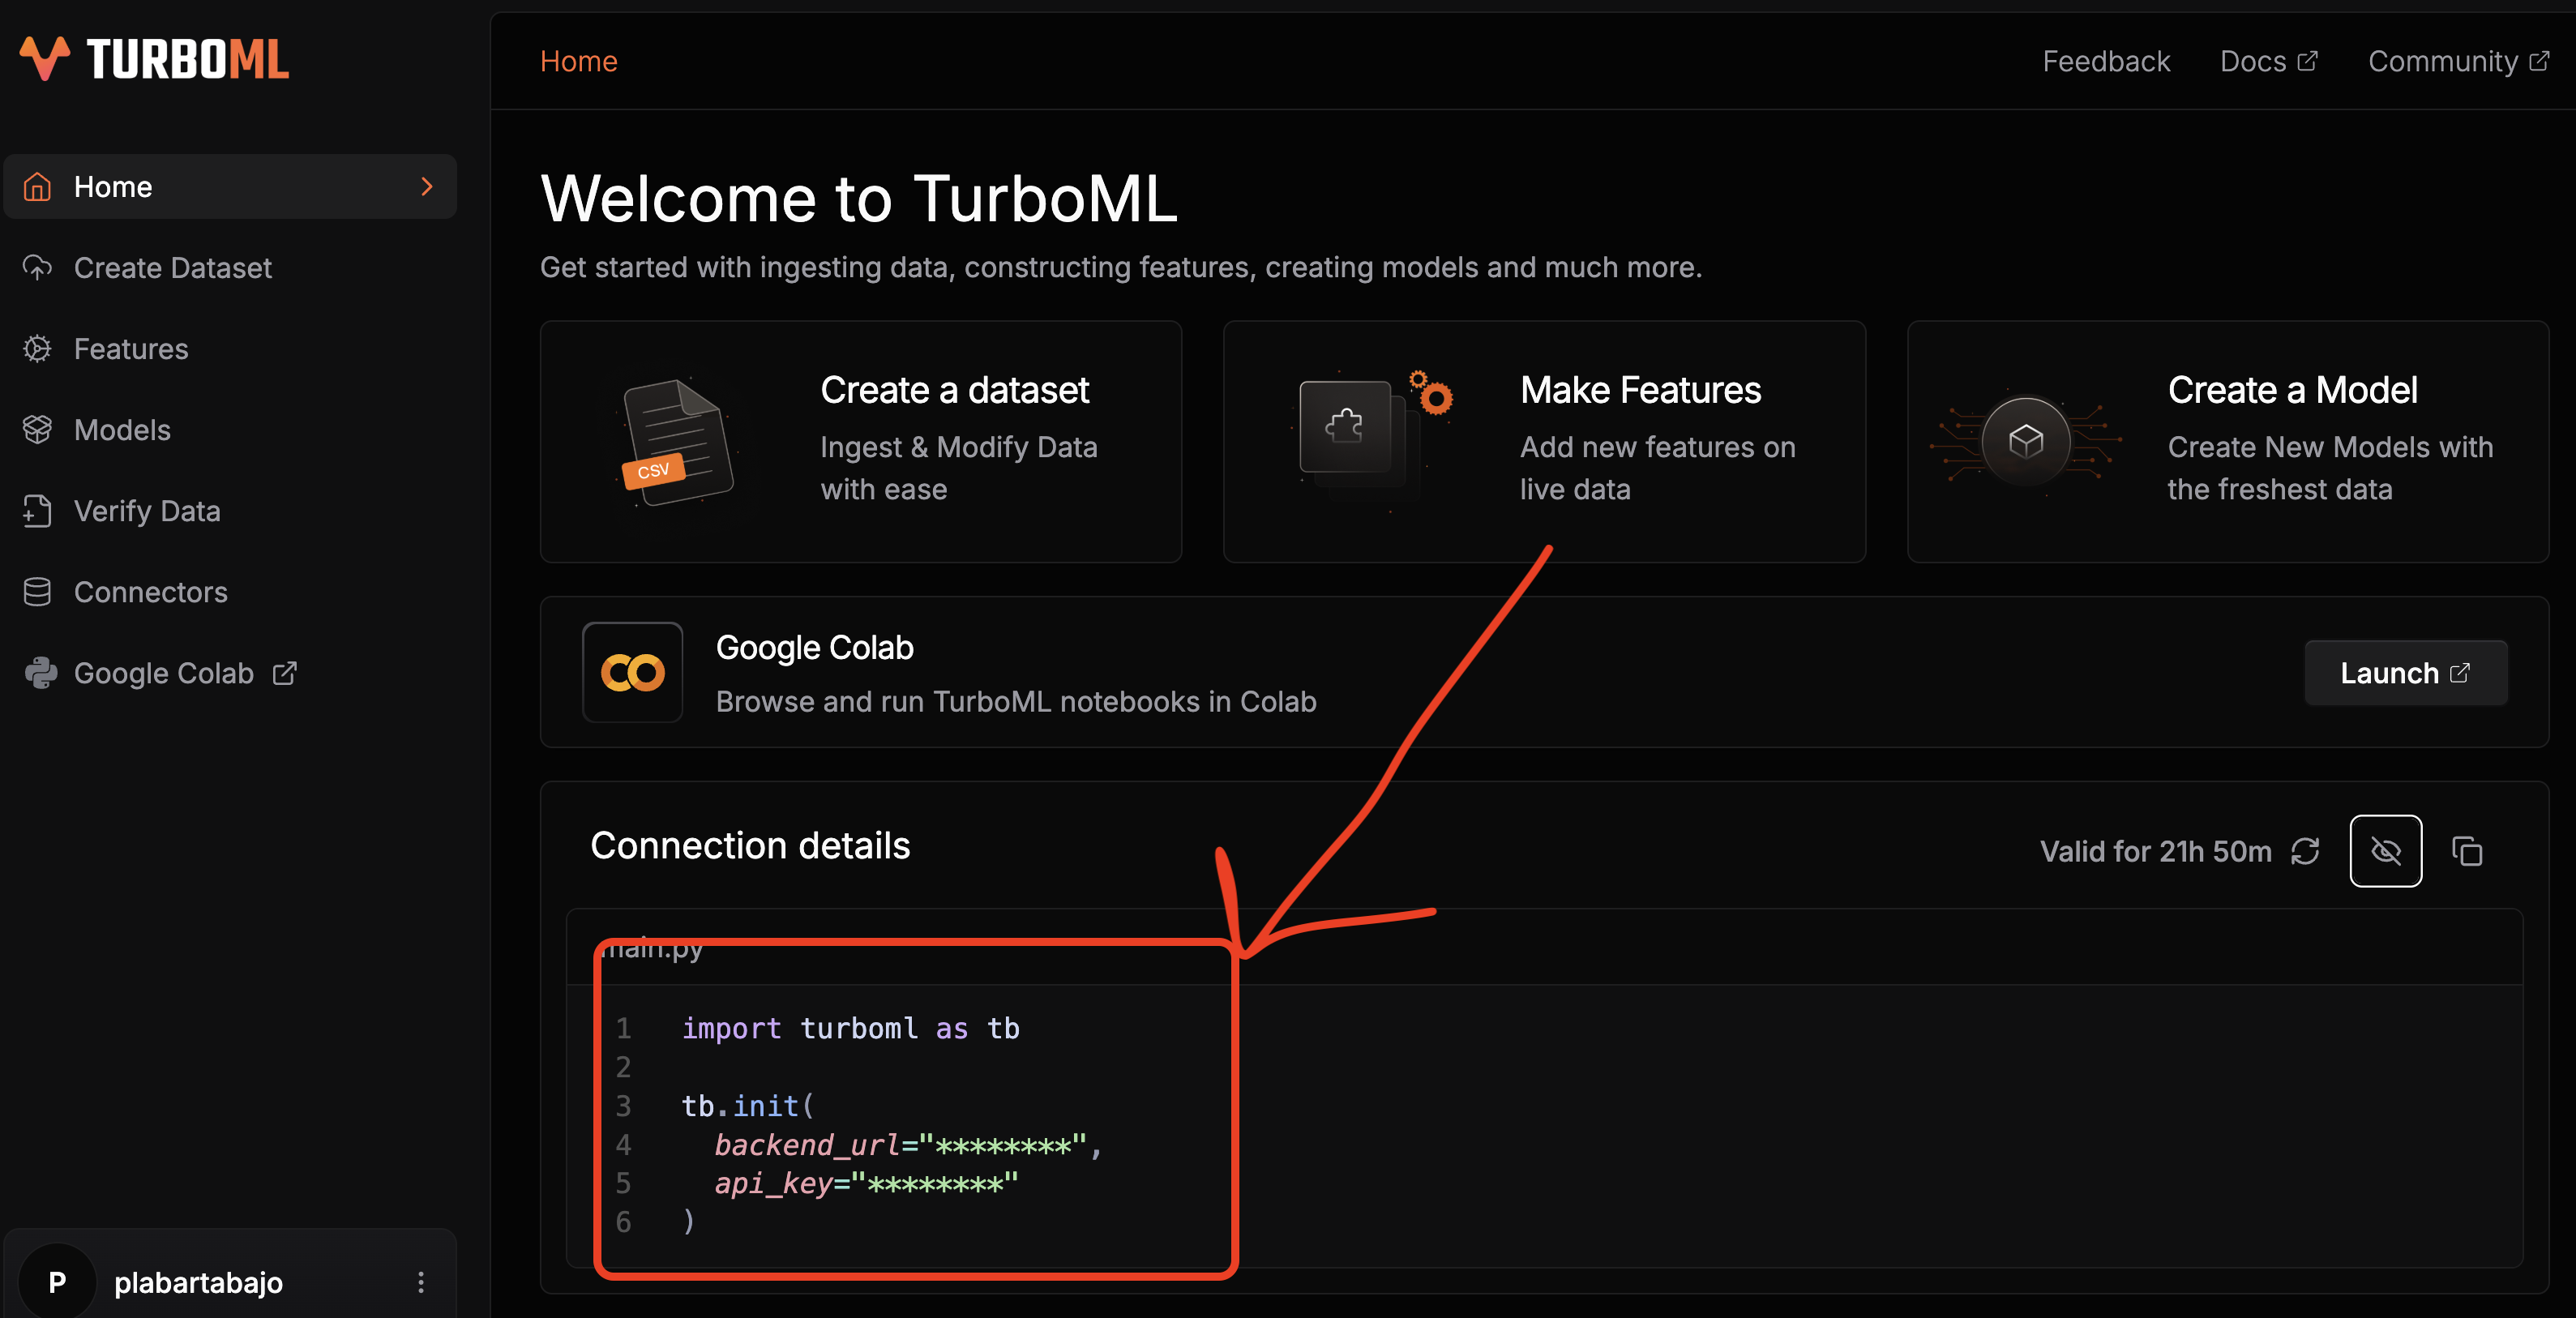 TURBOML
Home
Create Dataset
Features
Models
Verify Data
Connectors
Google Colab
P
plabartabajo
Home
Feedback
Docs
Community
Welcome to TurboML
Get started with ingesting data, constructing features, creating models and much more.
CSV
Create a dataset
Ingest & Modify Data
with ease
Make Features
Add new features on
live data
Create a Model
Create New Models with
the freshest data
Google Colab
Browse and run TurboML notebooks in Colab
Launch
Connection details
Valid for 21h 50m
main.py
1 import turboml as tb
2
3 tb.init(
4 backend_url="********",
5 api_key="********"
6 )